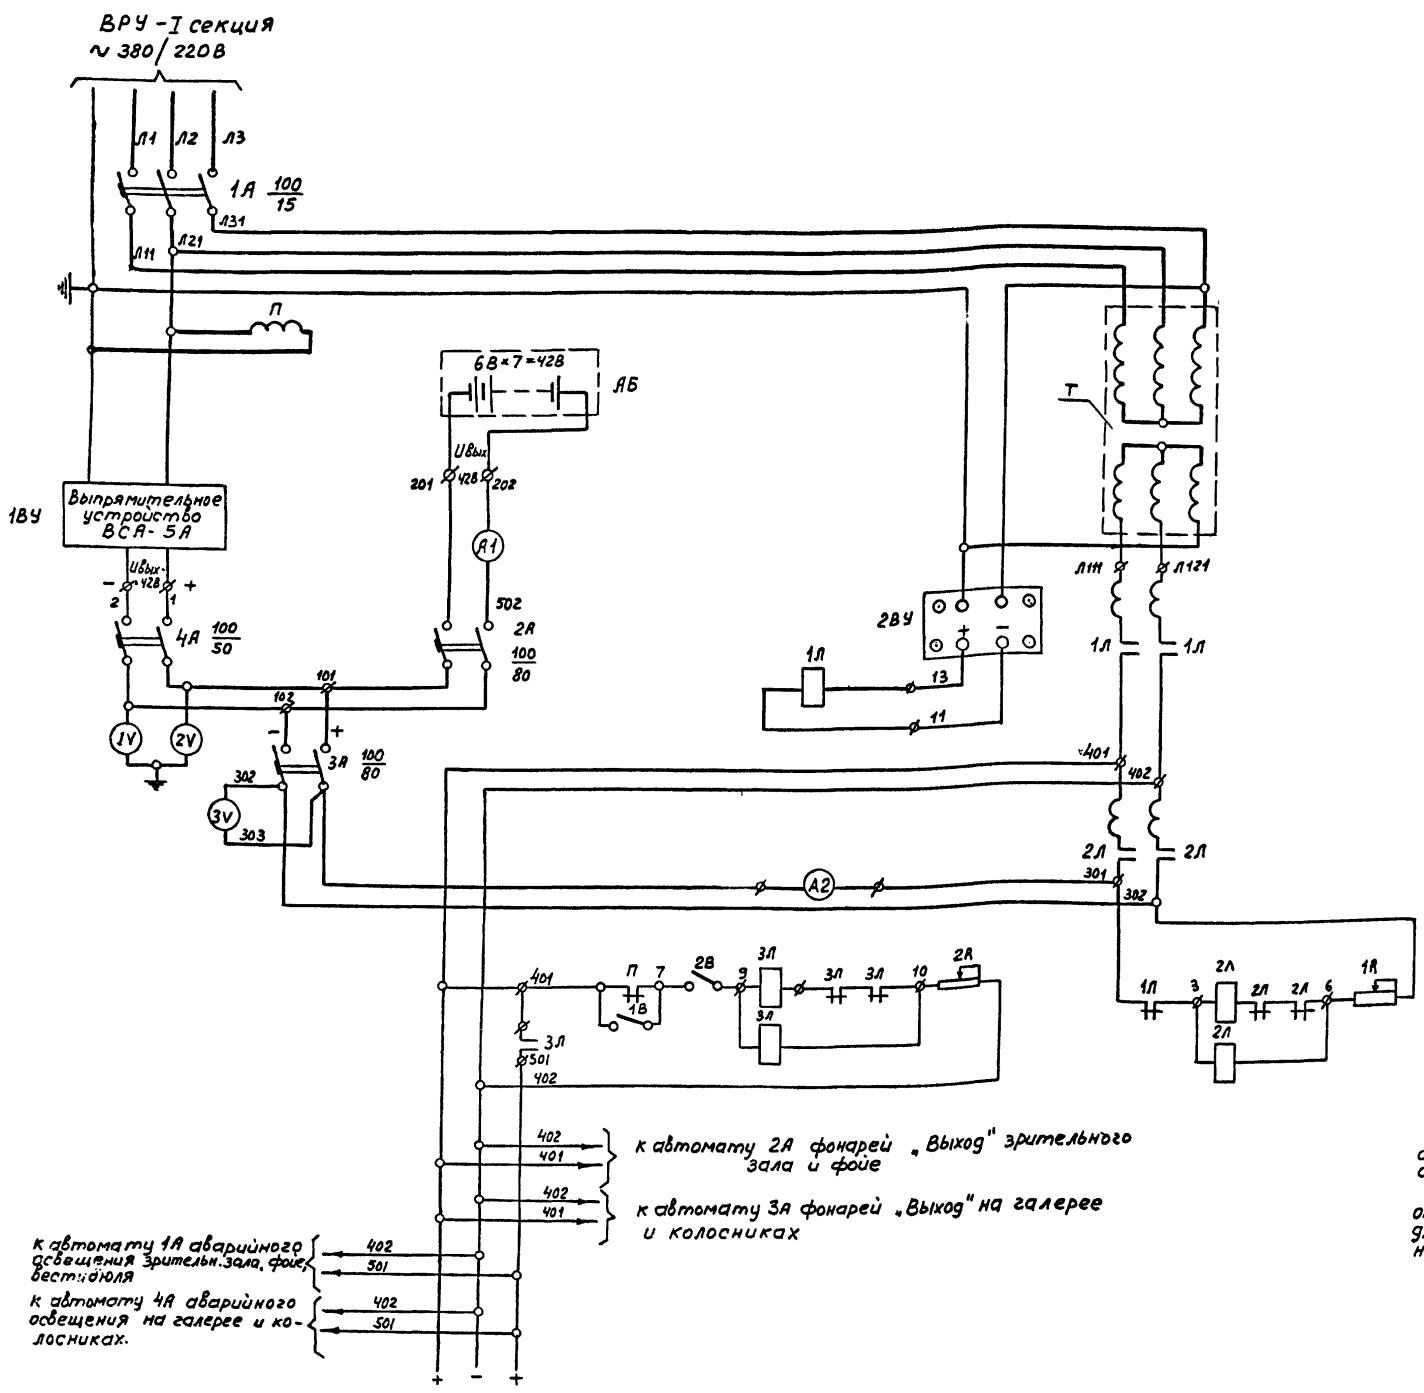 ВРУ - I секция
~ 380/220В
Л1 Л2 Л3
1А 100/15
Л31
Л21
Л11
П
6В×7=42В
АБ
Т
Uвых
201 42В 202
1ВУ
Выпрямительное
устройство
ВСА-5А
А1
Uвых-
- 42В +
2 1
Л111 Л121
502
2А
100/80
4А 100/50
2ВУ
+ -
1Л 1Л
1Л
13
11
101
102
1V 2V
- +
3А 100/80
302
3V
303
401
402
2Л 2Л
А2
301
302
401 П 7 2В 9 3Л 3Л 3Л 10 2R
1В
3Л
3Л
501
402
1Л 3 2Л 2Л 2Л 6 1R
2Л
402
401
к автомату 2А фонарей „Выход" зрительного
зала и фойе
402
401
к автомату 3А фонарей „Выход" на галерее
и колосниках
к автомату 1А аварийного
освещения зрительн. зала, фойе,
вестибюля
402
501
к автомату 4А аварийного
освещения на галерее и ко-
лосниках.
402
501
+ - +